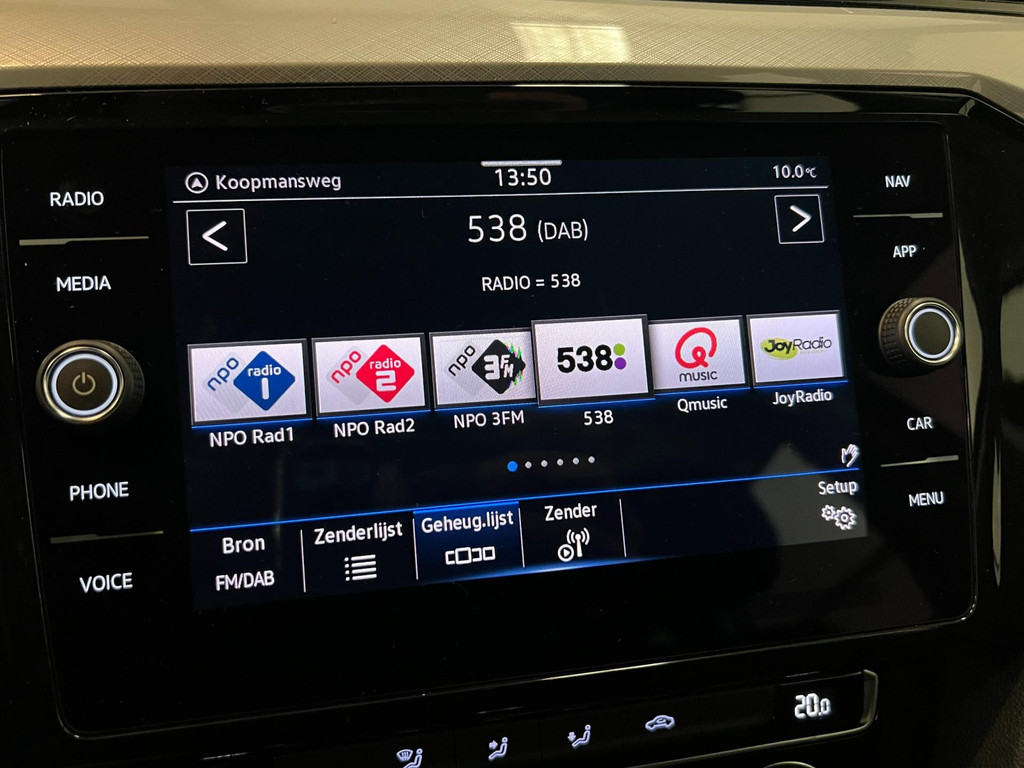 RADIO
MEDIA
PHONE
VOICE
Koopmansweg
13:50
10.0°C
<
538 (DAB)
>
RADIO = 538
npo radio 1
npo radio 2
npo 3FM
538
MUSIC
JoyRadio
NPO Rad1
NPO Rad2
NPO 3FM
538
Qmusic
JoyRadio
Bron
FM/DAB
Zenderlijst
Geheug.lijst
Zender
Setup
NAV
APP
CAR
MENU
20.0